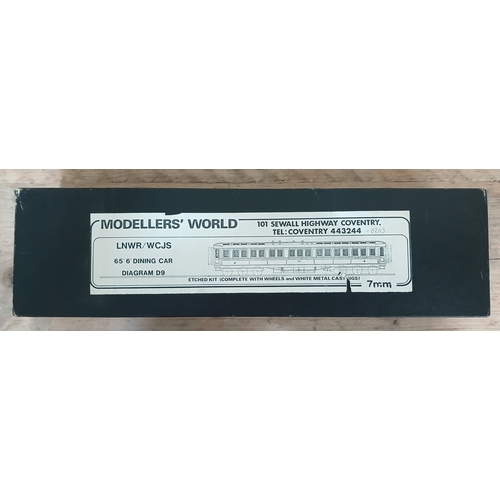 MODELLERS' WORLD
101 SEWALL HIGHWAY COVENTRY.
TEL: COVENTRY 443244
LNWR/WCJS
65'6' DINING CAR
DIAGRAM D9
ETCHED KIT (COMPLETE WITH WHEELS and WHITE METAL CASTINGS)
7mm